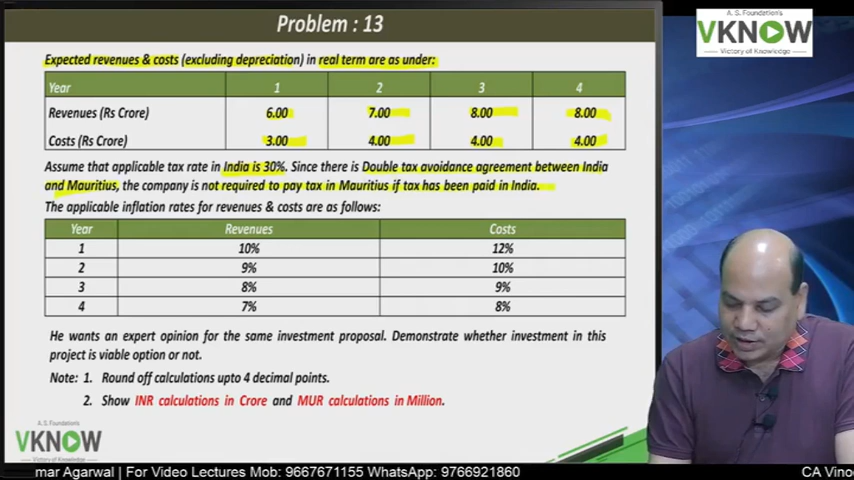 Problem : 13
A. S. Foundation's
VKNOW
Victory of Knowledge
Expected revenues & costs (excluding depreciation) in real term are as under:
Year 1 2 3 4
Revenues (Rs Crore) 6.00 7.00 8.00 8.00
Costs (Rs Crore) 3.00 4.00 4.00 4.00
Assume that applicable tax rate in India is 30%. Since there is Double tax avoidance agreement between India
and Mauritius, the company is not required to pay tax in Mauritius if tax has been paid in India.
The applicable inflation rates for revenues & costs are as follows:
Year Revenues Costs
1 10% 12%
2 9% 10%
3 8% 9%
4 7% 8%
He wants an expert opinion for the same investment proposal. Demonstrate whether investment in this
project is viable option or not.
Note: 1. Round off calculations upto 4 decimal points.
2. Show INR calculations in Crore and MUR calculations in Million.
A. S. Foundation's
VKNOW
Victory of Knowledge
mar Agarwal | For Video Lectures Mob: 9667671155 WhatsApp: 9766921860
CA Vino